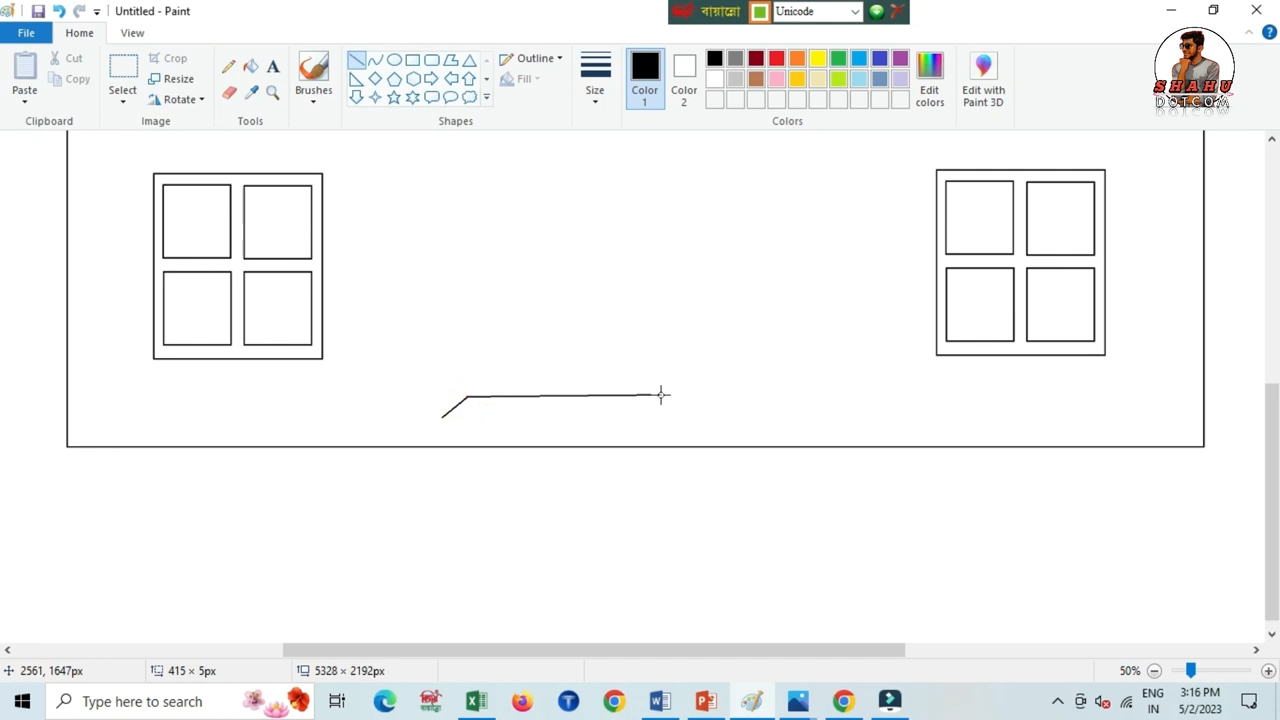 Untitled - Paint
বায়ান্নো
Unicode
File
Home
View
Paste
Cut
Copy
Clipboard
Select
Crop
Resize
Rotate
Image
Tools
Brushes
Shapes
Outline
Fill
Size
Color 1
Color 2
Colors
Edit colors
Edit with Paint 3D
SHAHU
DOTCOM
2561, 1647px
415 × 5px
5328 × 2192px
50%
Type here to search
ENG
IN
3:16 PM
5/2/2023